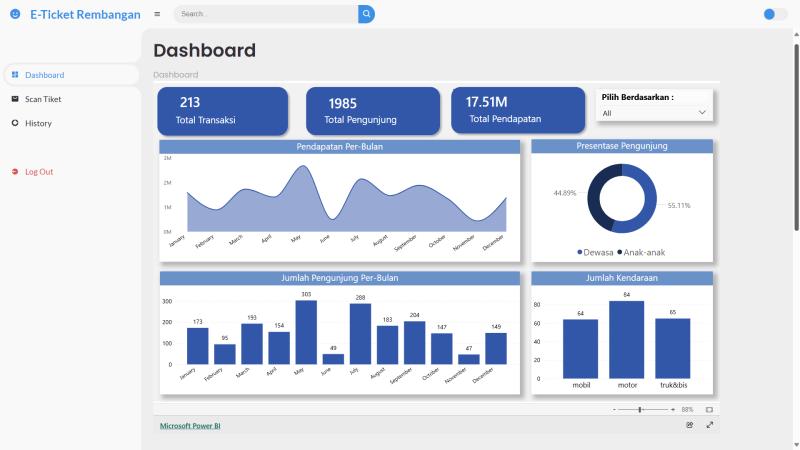 E-Ticket Rembangan
Search...
Dashboard
Scan Tiket
History
Log Out
Dashboard
Dashboard
213
Total Transaksi
1985
Total Pengunjung
17.51M
Total Pendapatan
Pilih Berdasarkan :
All
Pendapatan Per-Bulan
3M
2M
1M
0M
January
February
March
April
May
June
July
August
September
October
November
December
Presentase Pengunjung
44.89%
55.11%
Dewasa
Anak-anak
Jumlah Pengunjung Per-Bulan
300
200
100
0
173
95
193
154
303
49
288
183
204
147
47
149
January
February
March
April
May
June
July
August
September
October
November
December
Jumlah Kendaraan
80
60
40
20
0
64
84
65
mobil
motor
truk&bis
- + 88%
Microsoft Power BI